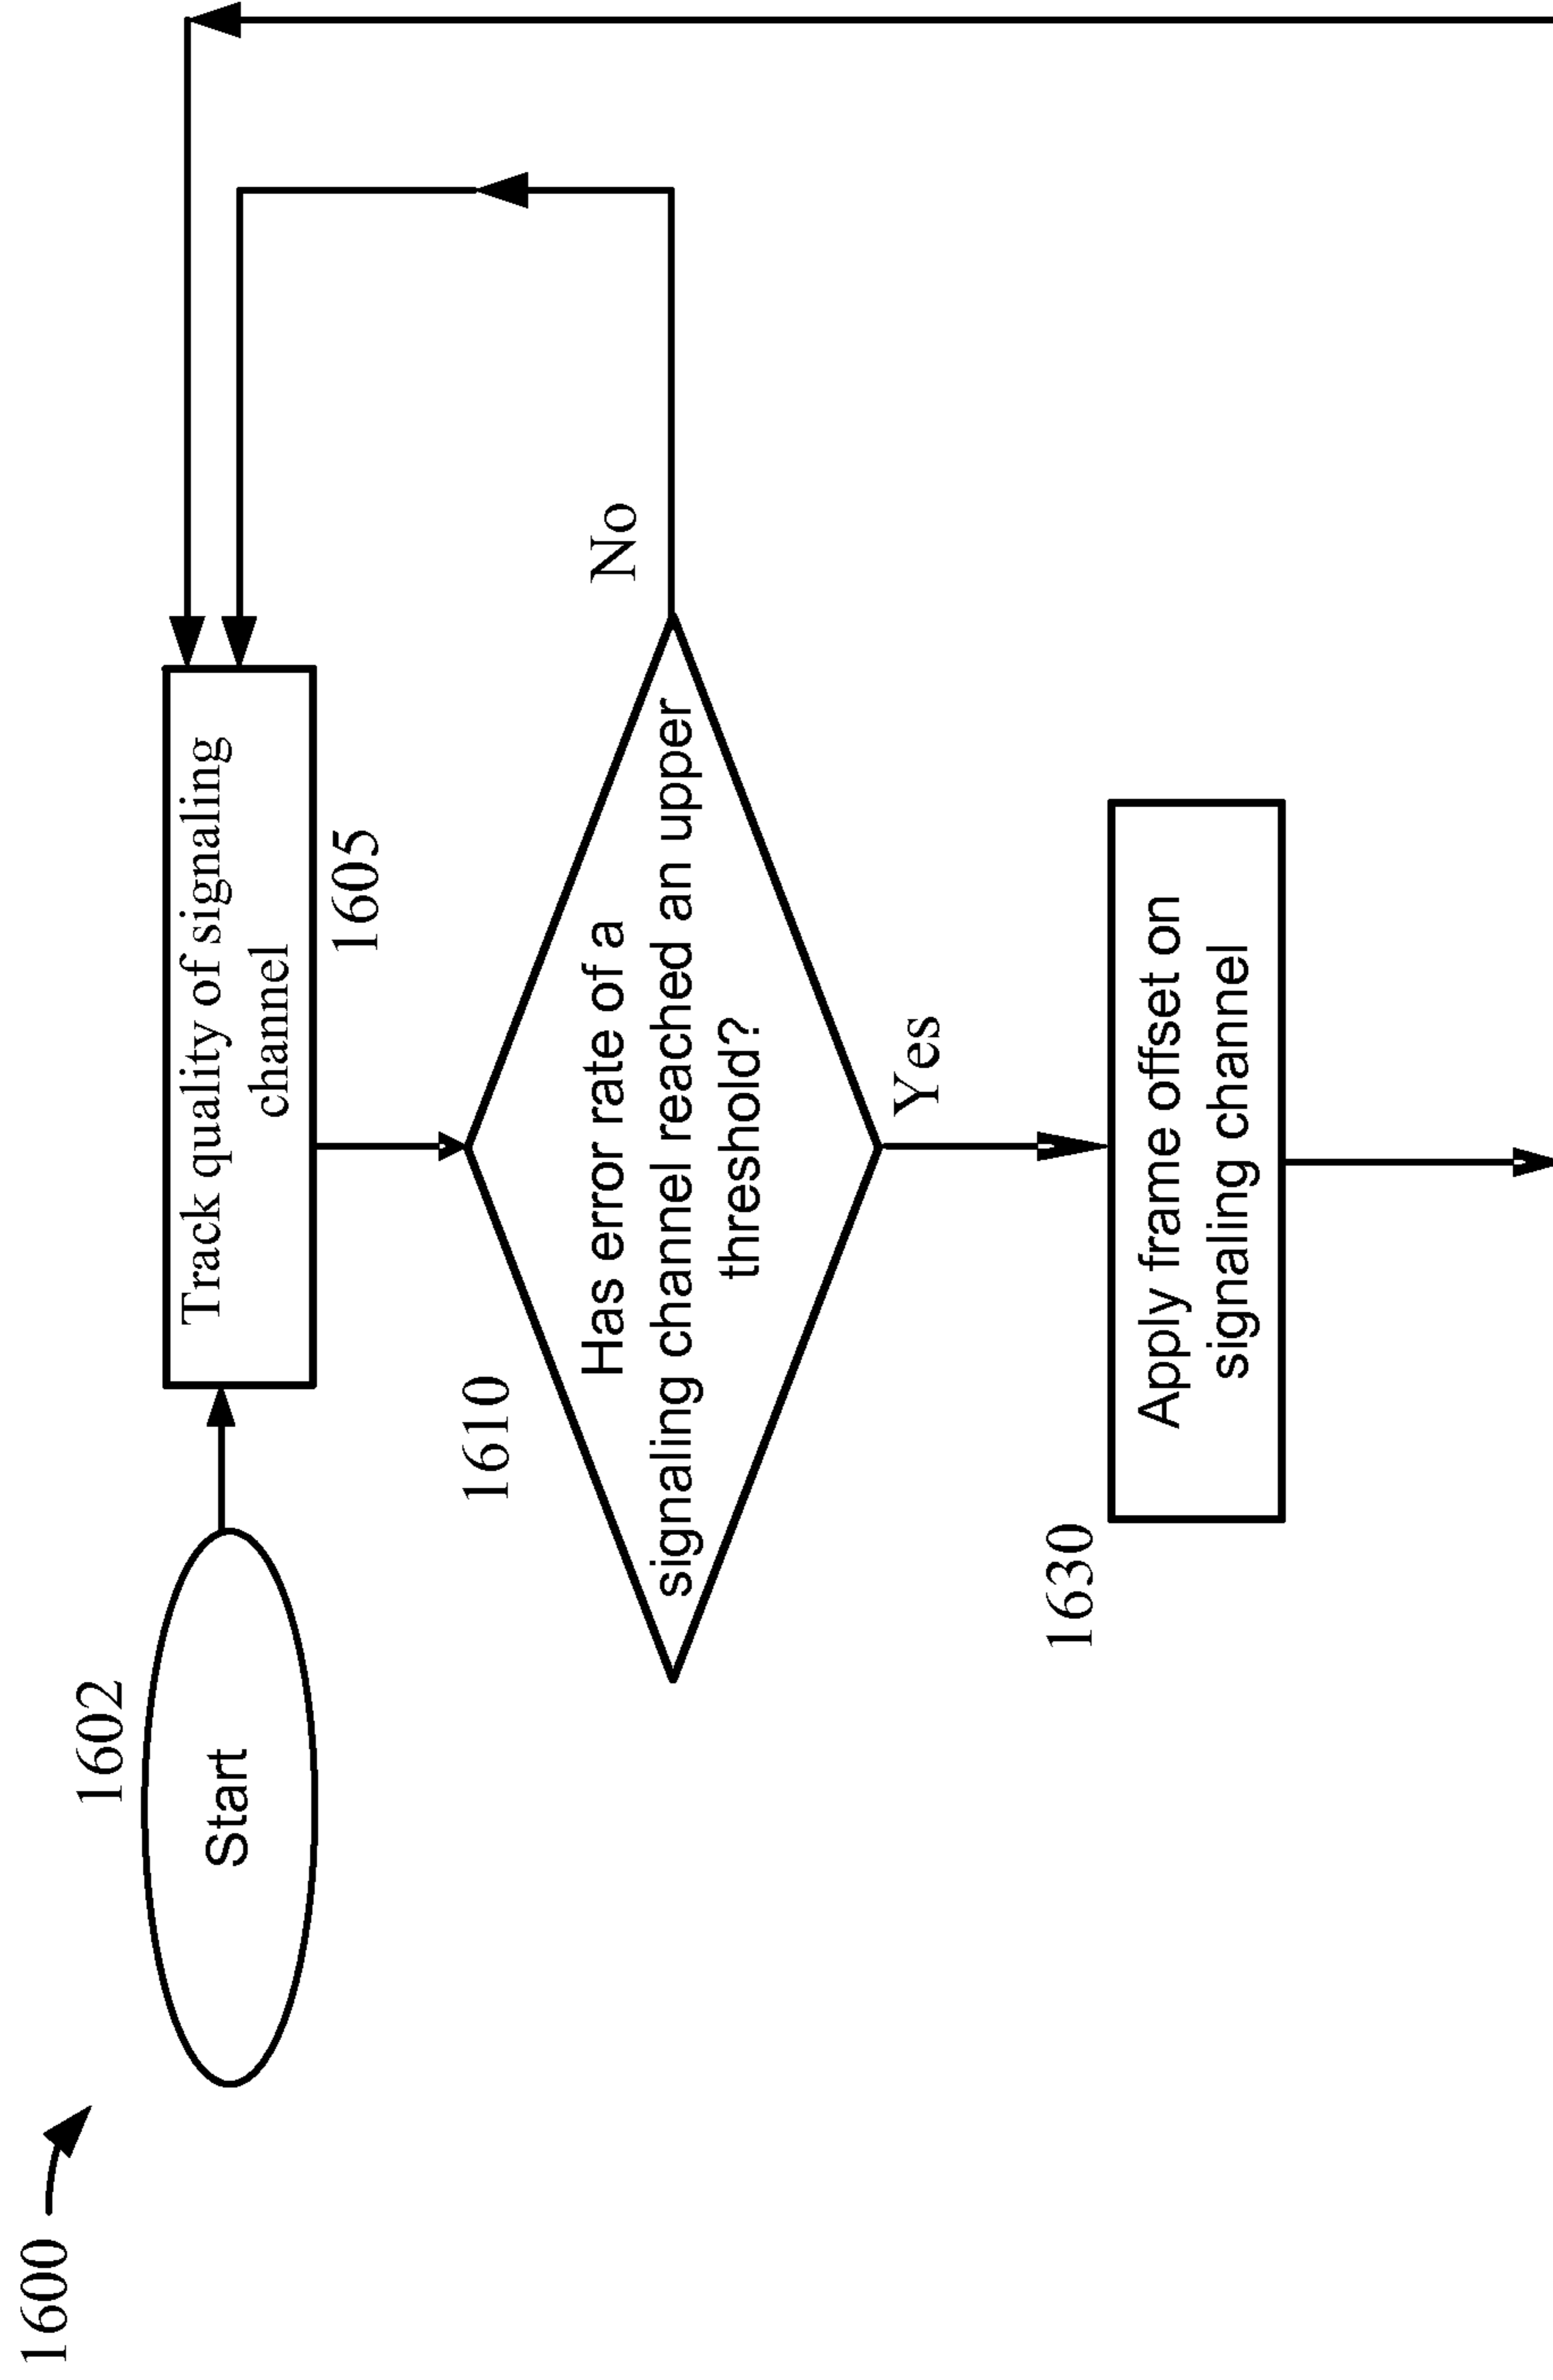 1600
1602
Start
Track quality of signaling
channel
1605
1610
Has error rate of a
signaling channel reached an upper
threshold?
No
Yes
1630
Apply frame offset on
signaling channel